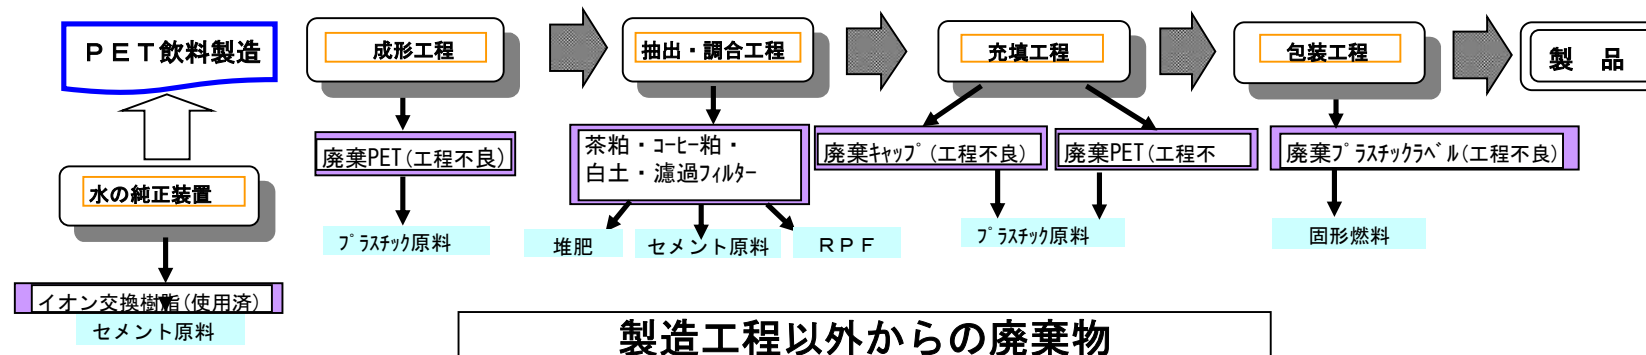 PET飲料製造
成形工程
抽出・調合工程
充填工程
包装工程
製 品
水の純正装置
廃棄PET(工程不良)
茶粕・コーヒー粕・
白土・濾過フィルター
廃棄キャップ(工程不良)
廃棄PET(工程不
廃棄プラスチックラベル(工程不良)
プラスチック原料
堆肥
セメント原料
RPF
プラスチック原料
固形燃料
イオン交換樹脂(使用済)
セメント原料
製造工程以外からの廃棄物